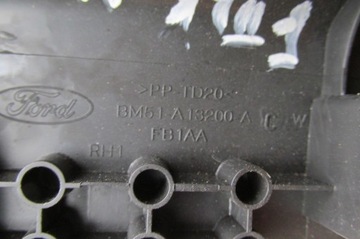 >PP-TD20<
Ford
BM51-A13200-A C W
FB1AA
RH